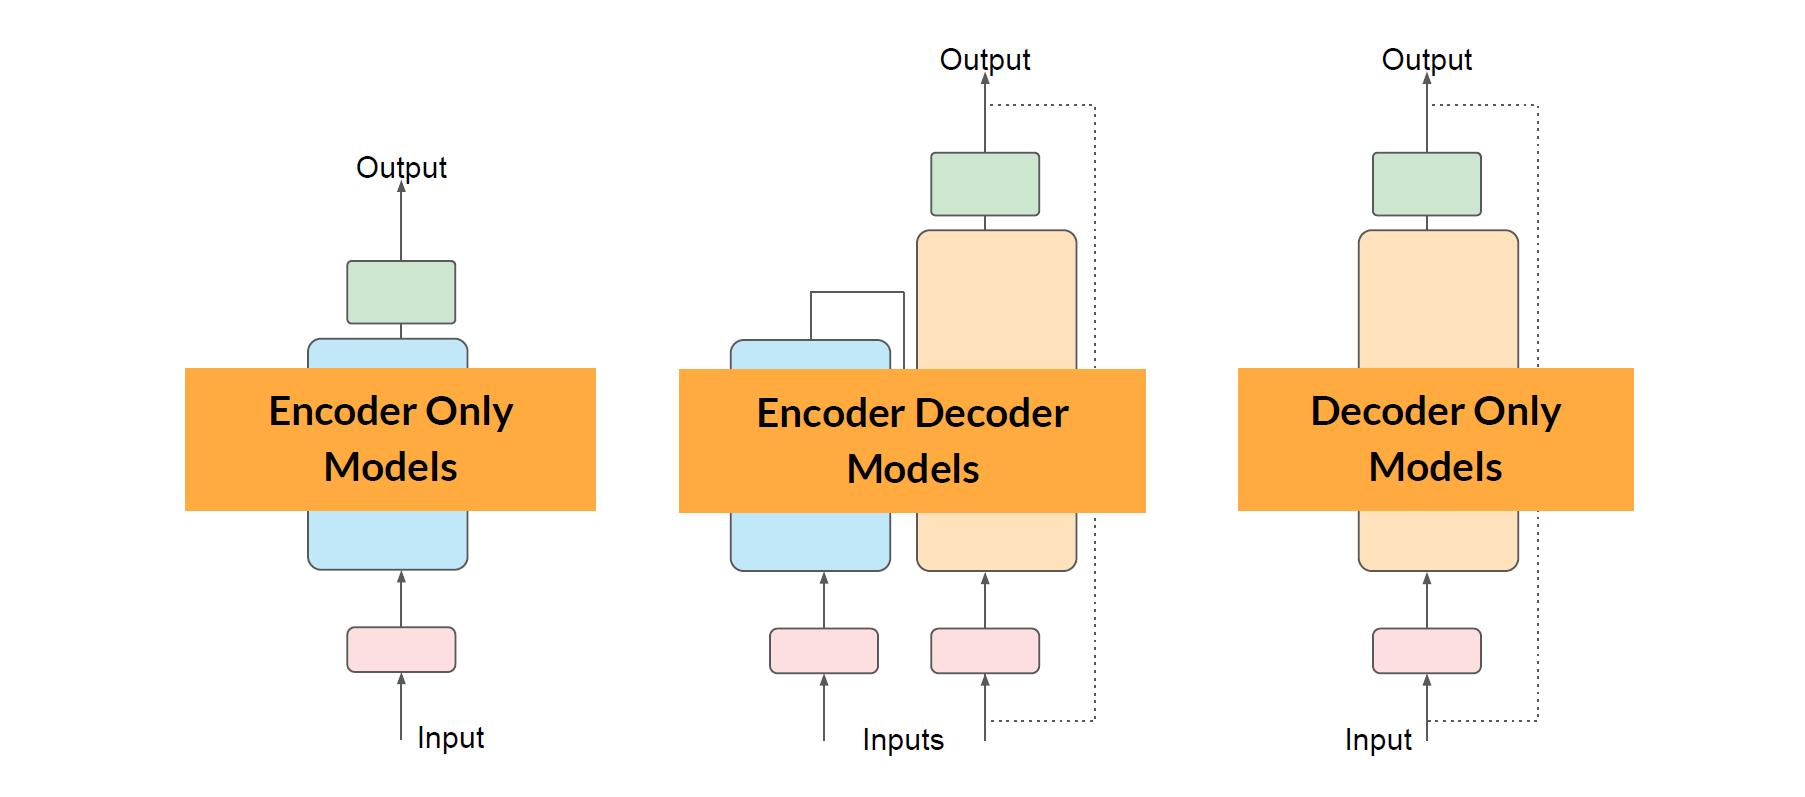 Output
Encoder Only
Models
Input
Output
Encoder Decoder
Models
Inputs
Output
Decoder Only
Models
Input